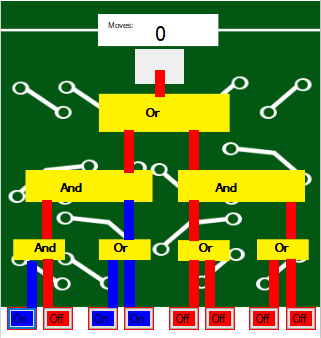 Moves:
0
Or
And And
And Or Or Or
On Off On On Off Off Off Off